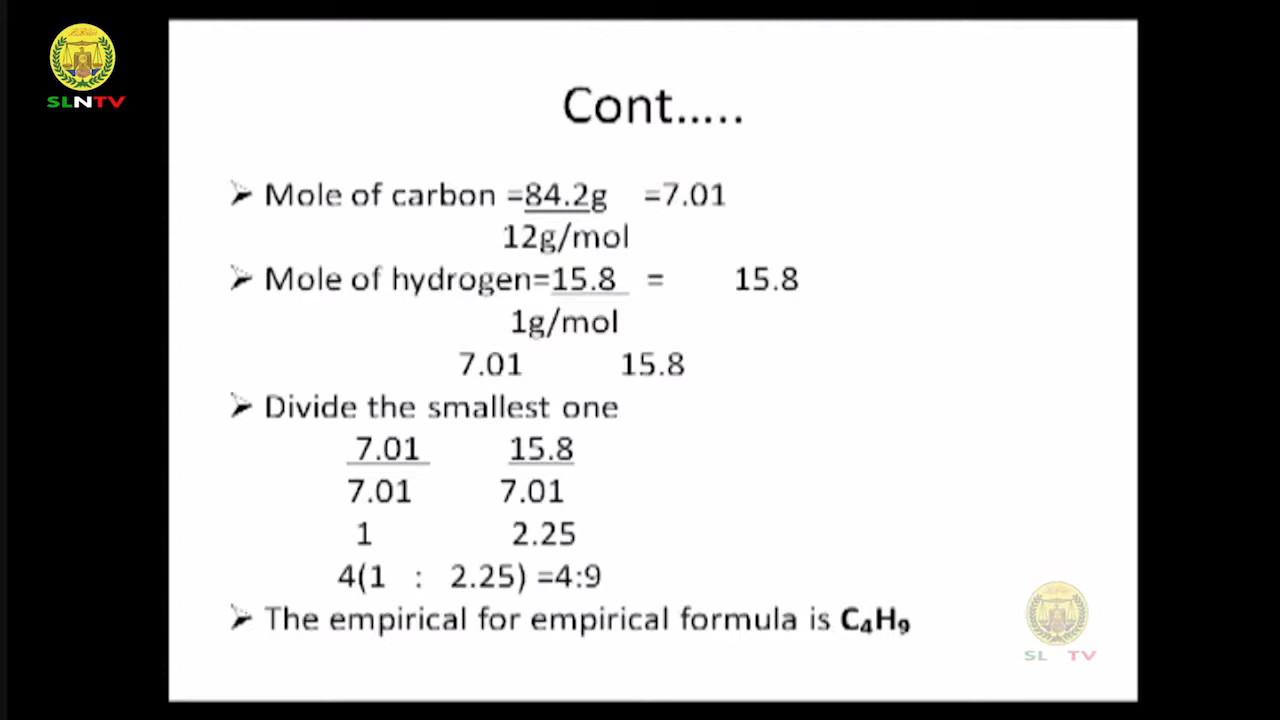 SLNTV
Cont.....
➢ Mole of carbon =84.2g =7.01
12g/mol
➢ Mole of hydrogen=15.8 = 15.8
1g/mol
7.01 15.8
➢ Divide the smallest one
7.01 15.8
7.01 7.01
1 2.25
4(1 : 2.25) =4:9
➢ The empirical for empirical formula is C₄H₉
SL TV